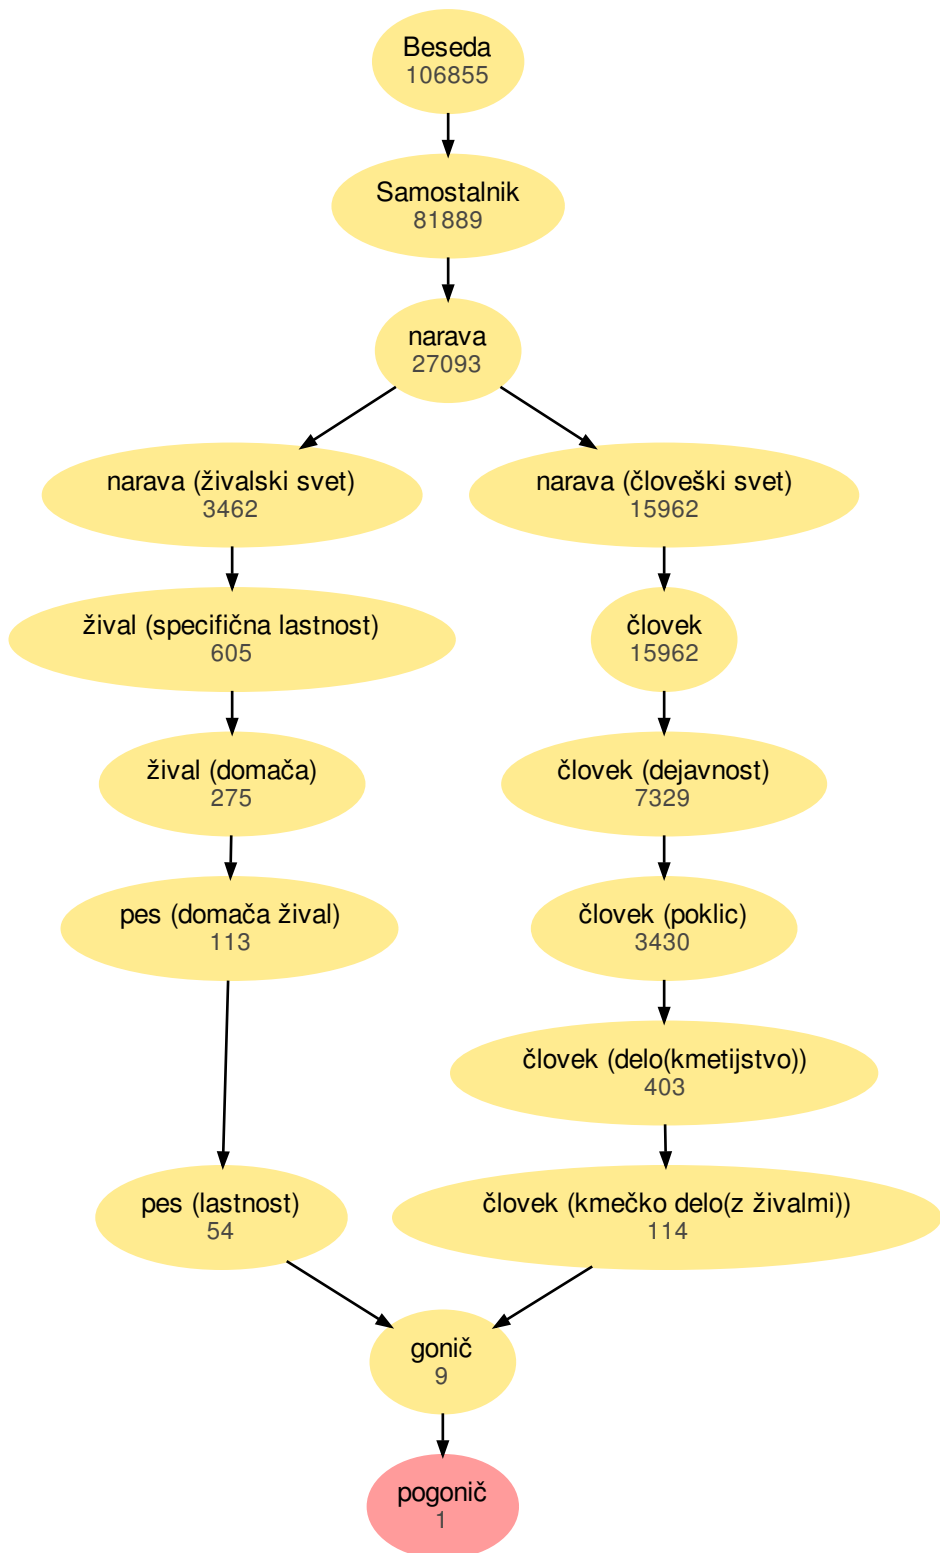 Beseda
106855
Samostalnik
81889
narava
27093
narava (živalski svet)
3462
narava (človeški svet)
15962
žival (specifična lastnost)
605
človek
15962
žival (domača)
275
človek (dejavnost)
7329
pes (domača žival)
113
človek (poklic)
3430
človek (delo(kmetijstvo))
403
pes (lastnost)
54
človek (kmečko delo(z živalmi))
114
gonič
9
pogonič
1